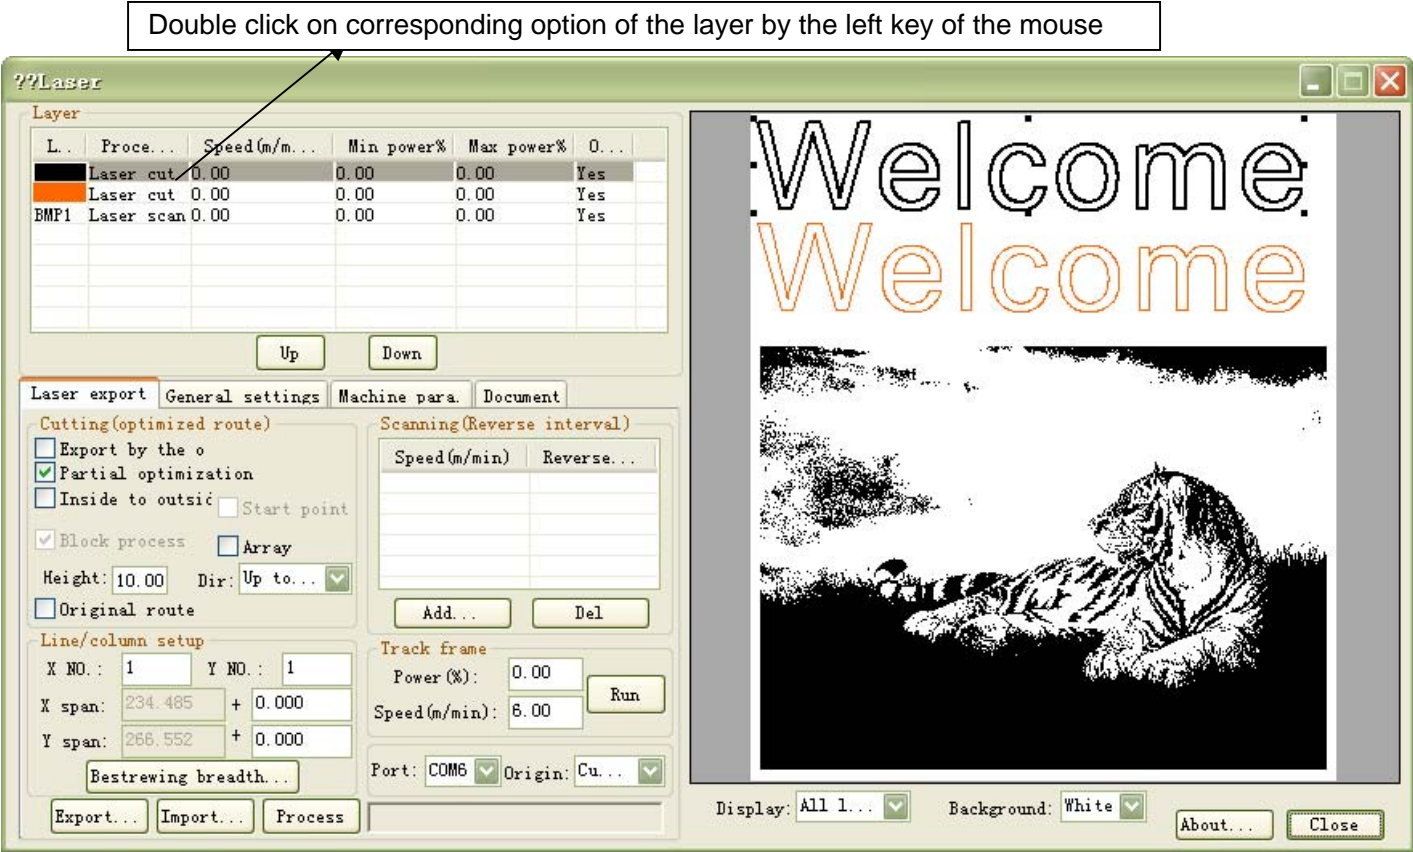 Double click on corresponding option of the layer by the left key of the mouse
??Laser
Layer
L.. Proce... Speed(m/m... Min power% Max power% O...
Laser cut 0.00 0.00 0.00 Yes
Laser cut 0.00 0.00 0.00 Yes
BMP1 Laser scan 0.00 0.00 0.00 Yes
Up Down
Laser export General settings Machine para. Document
Cutting(optimized route)
Export by the o
Partial optimization
Inside to outsid Start point
Block process Array
Height: 10.00 Dir: Up to...
Original route
Scanning(Reverse interval)
Speed(m/min) Reverse...
Add... Del
Line/column setup
X NO.: 1 Y NO.: 1
X span: 234.485 + 0.000
Y span: 266.552 + 0.000
Bestrewing breadth...
Track frame
Power(%): 0.00
Speed(m/min): 6.00
Run
Port: COM6 Origin: Cu...
Export... Import... Process
Welcome
Welcome
Display: All l... Background: White
About... Close